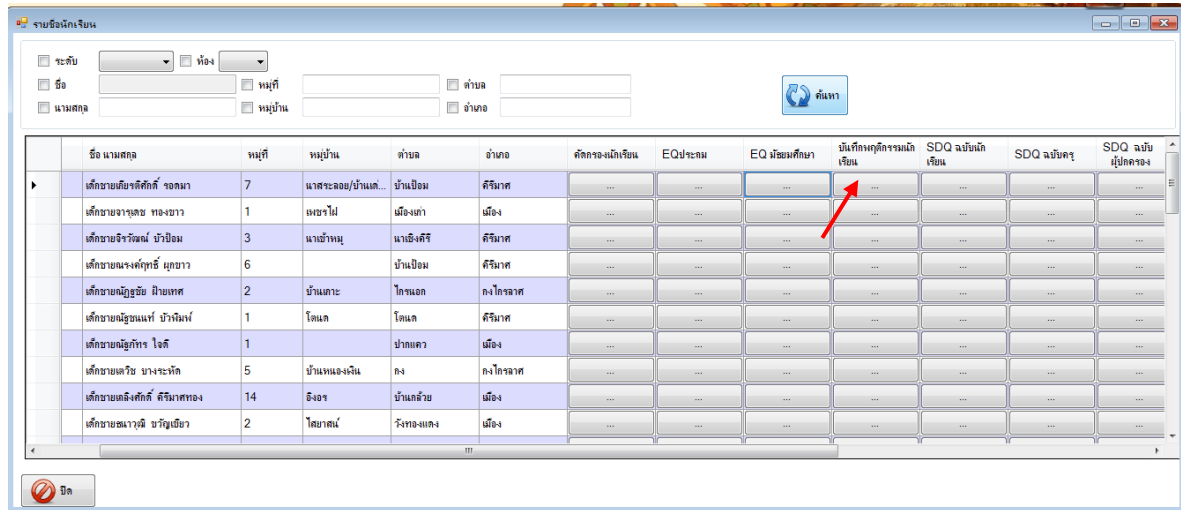 รายชื่อนักเรียน
ระดับ ห้อง
ชื่อ หมู่ที่ ตำบล
ค้นหา
นามสกุล หมู่บ้าน อำเภอ
ชื่อ นามสกุล หมู่ที่ หมู่บ้าน ตำบล อำเภอ คัดกรองนักเรียน EQประถม EQ มัธยมศึกษา บันทึกพฤติกรรมนักเรียน SDQ ฉบับนักเรียน SDQ ฉบับครู SDQ ฉบับผู้ปกครอง
เด็กชายเกียรติศักดิ์ รอดมา 7 นาสระลอย/บ้านเด่... บ้านป้อม คีรีมาศ ... ... ... ... ... ... ...
เด็กชายจารุเดช ทองขาว 1 เพชรไฝ เมืองเก่า เมือง ... ... ... ... ... ... ...
เด็กชายจิรวัฒณ์ บัวป้อม 3 นาเข้าหมุ นาเชิงคีรี คีรีมาศ ... ... ... ... ... ... ...
เด็กชายณรงค์ฤทธิ์ ผุกขาว 6 บ้านป้อม คีรีมาศ ... ... ... ... ... ... ...
เด็กชายณัฏฐชัย ฝ้ายเทศ 2 บ้านเกาะ ไกรนอก กงไกรลาศ ... ... ... ... ... ... ...
เด็กชายณัฐชนนท์ บัวพิมพ์ 1 โตนด โตนด คีรีมาศ ... ... ... ... ... ... ...
เด็กชายณัฐภัทร ใจดี 1 ปากแคว เมือง ... ... ... ... ... ... ...
เด็กชายเตวิช บางระหัด 5 บ้านหนองเงิน กง กงไกรลาศ ... ... ... ... ... ... ...
เด็กชายเถลิงศักดิ์ คีรีมาศทอง 14 อิงอร บ้านกล้วย เมือง ... ... ... ... ... ... ...
เด็กชายธนาวุฒิ ขวัญเขียว 2 ไสยาสน์ วังทองแดง เมือง ... ... ... ... ... ... ...
ปิด